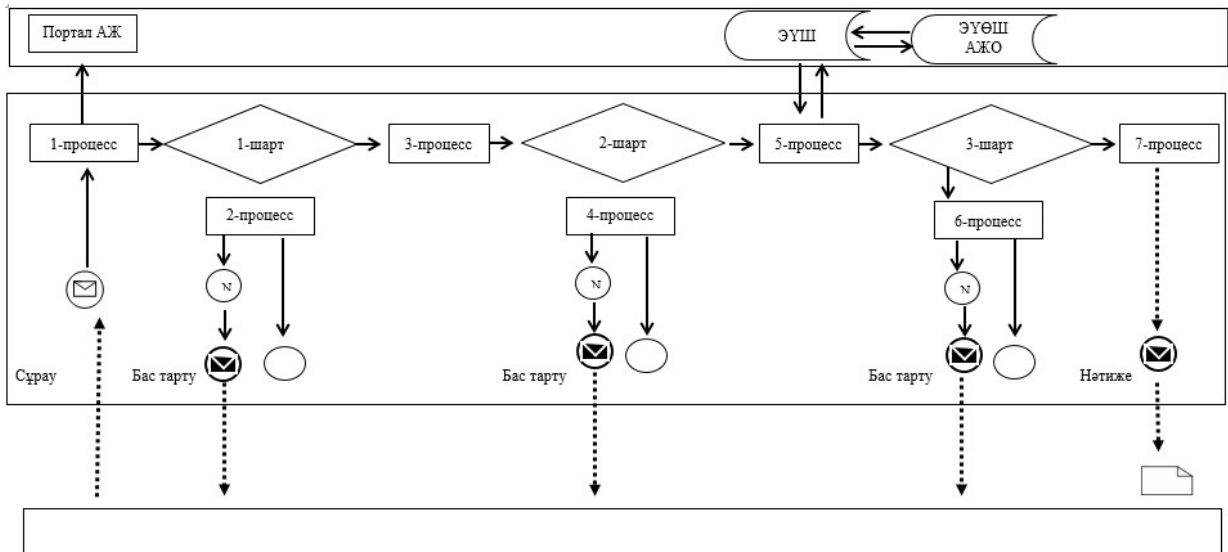 Портал АЖ
ЭҮШ
ЭҮӨШ
АЖО
1-процесс
1-шарт
3-процесс
2-шарт
5-процесс
3-шарт
7-процесс
2-процесс
4-процесс
6-процесс
N
N
N
Сұрау
Бас тарту
Бас тарту
Бас тарту
Нәтиже